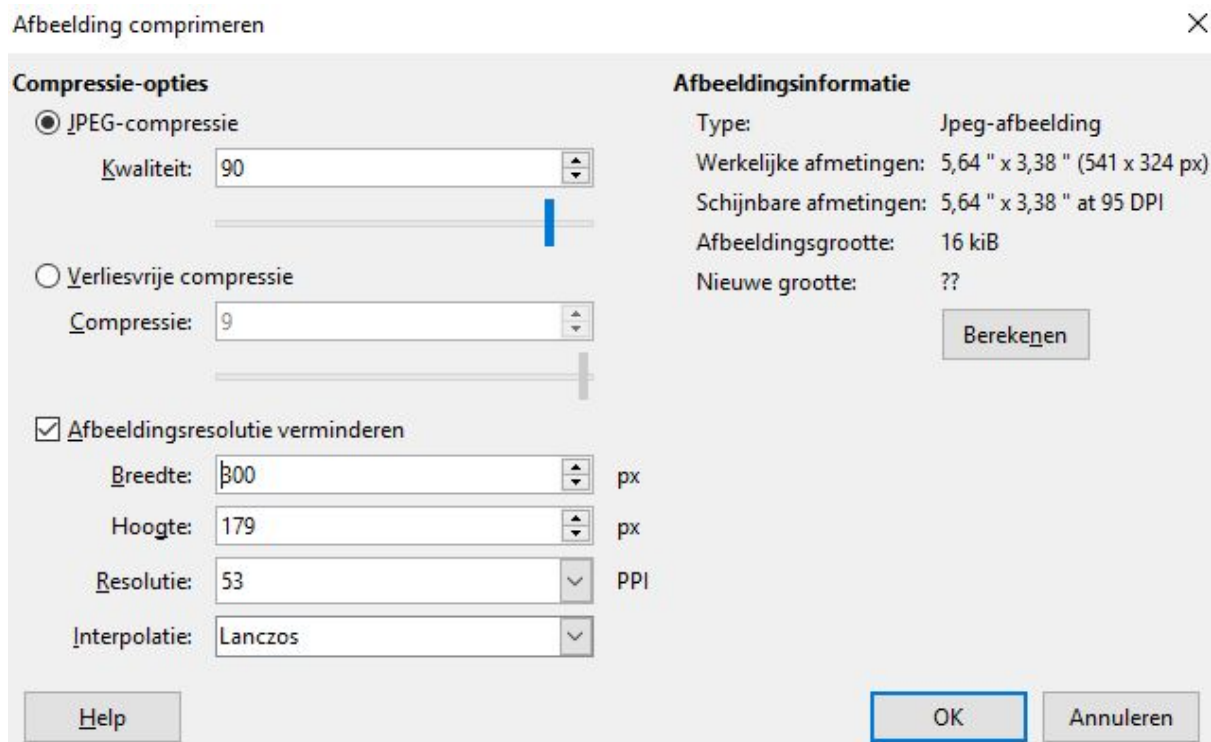 Afbeelding comprimeren
Compressie-opties
JPEG-compressie
Kwaliteit: 90
Verliesvrije compressie
Compressie: 9
Afbeeldingsresolutie verminderen
Breedte: 300 px
Hoogte: 179 px
Resolutie: 53 PPI
Interpolatie: Lanczos
Afbeeldingsinformatie
Type: Jpeg-afbeelding
Werkelijke afmetingen: 5,64 " x 3,38 " (541 x 324 px)
Schijnbare afmetingen: 5,64 " x 3,38 " at 95 DPI
Afbeeldingsgrootte: 16 kiB
Nieuwe grootte: ??
Berekenen
Help
OK
Annuleren